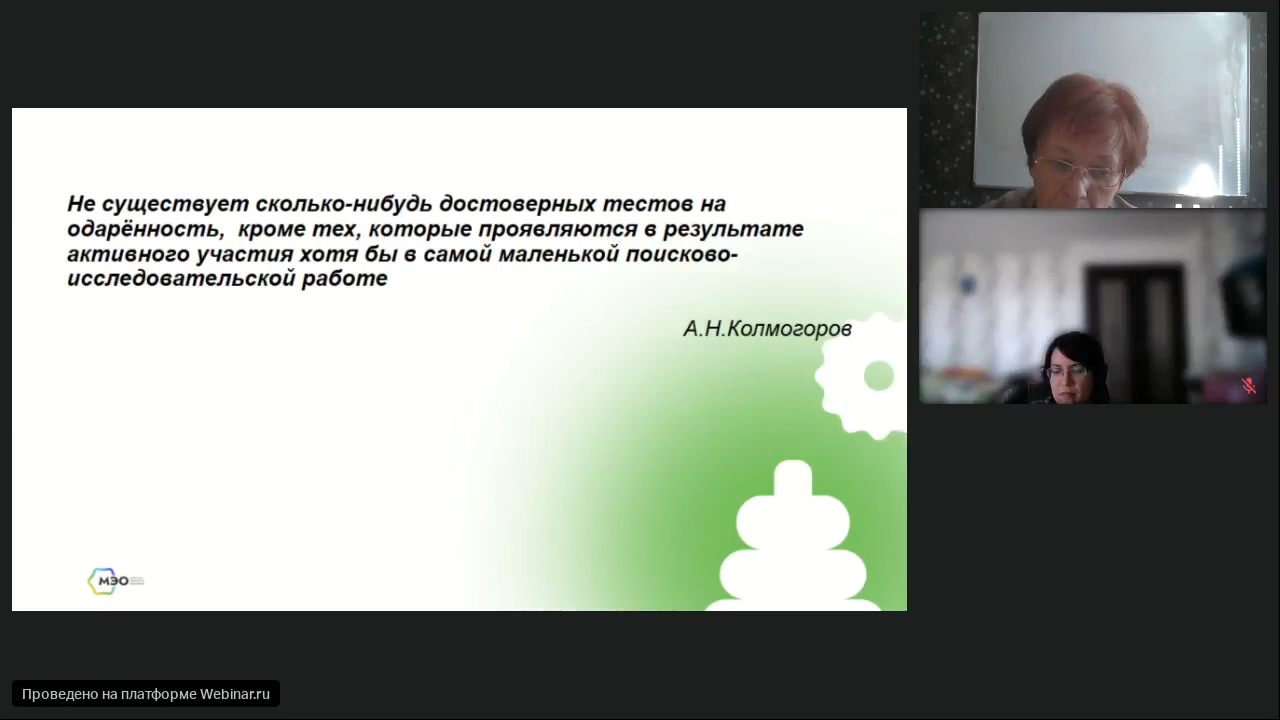 Не существует сколько-нибудь достоверных тестов на
одарённость,  кроме тех, которые проявляются в результате
активного участия хотя бы в самой маленькой поисково-
исследовательской работе
А.Н.Колмогоров
МЭО
Проведено на платформе Webinar.ru